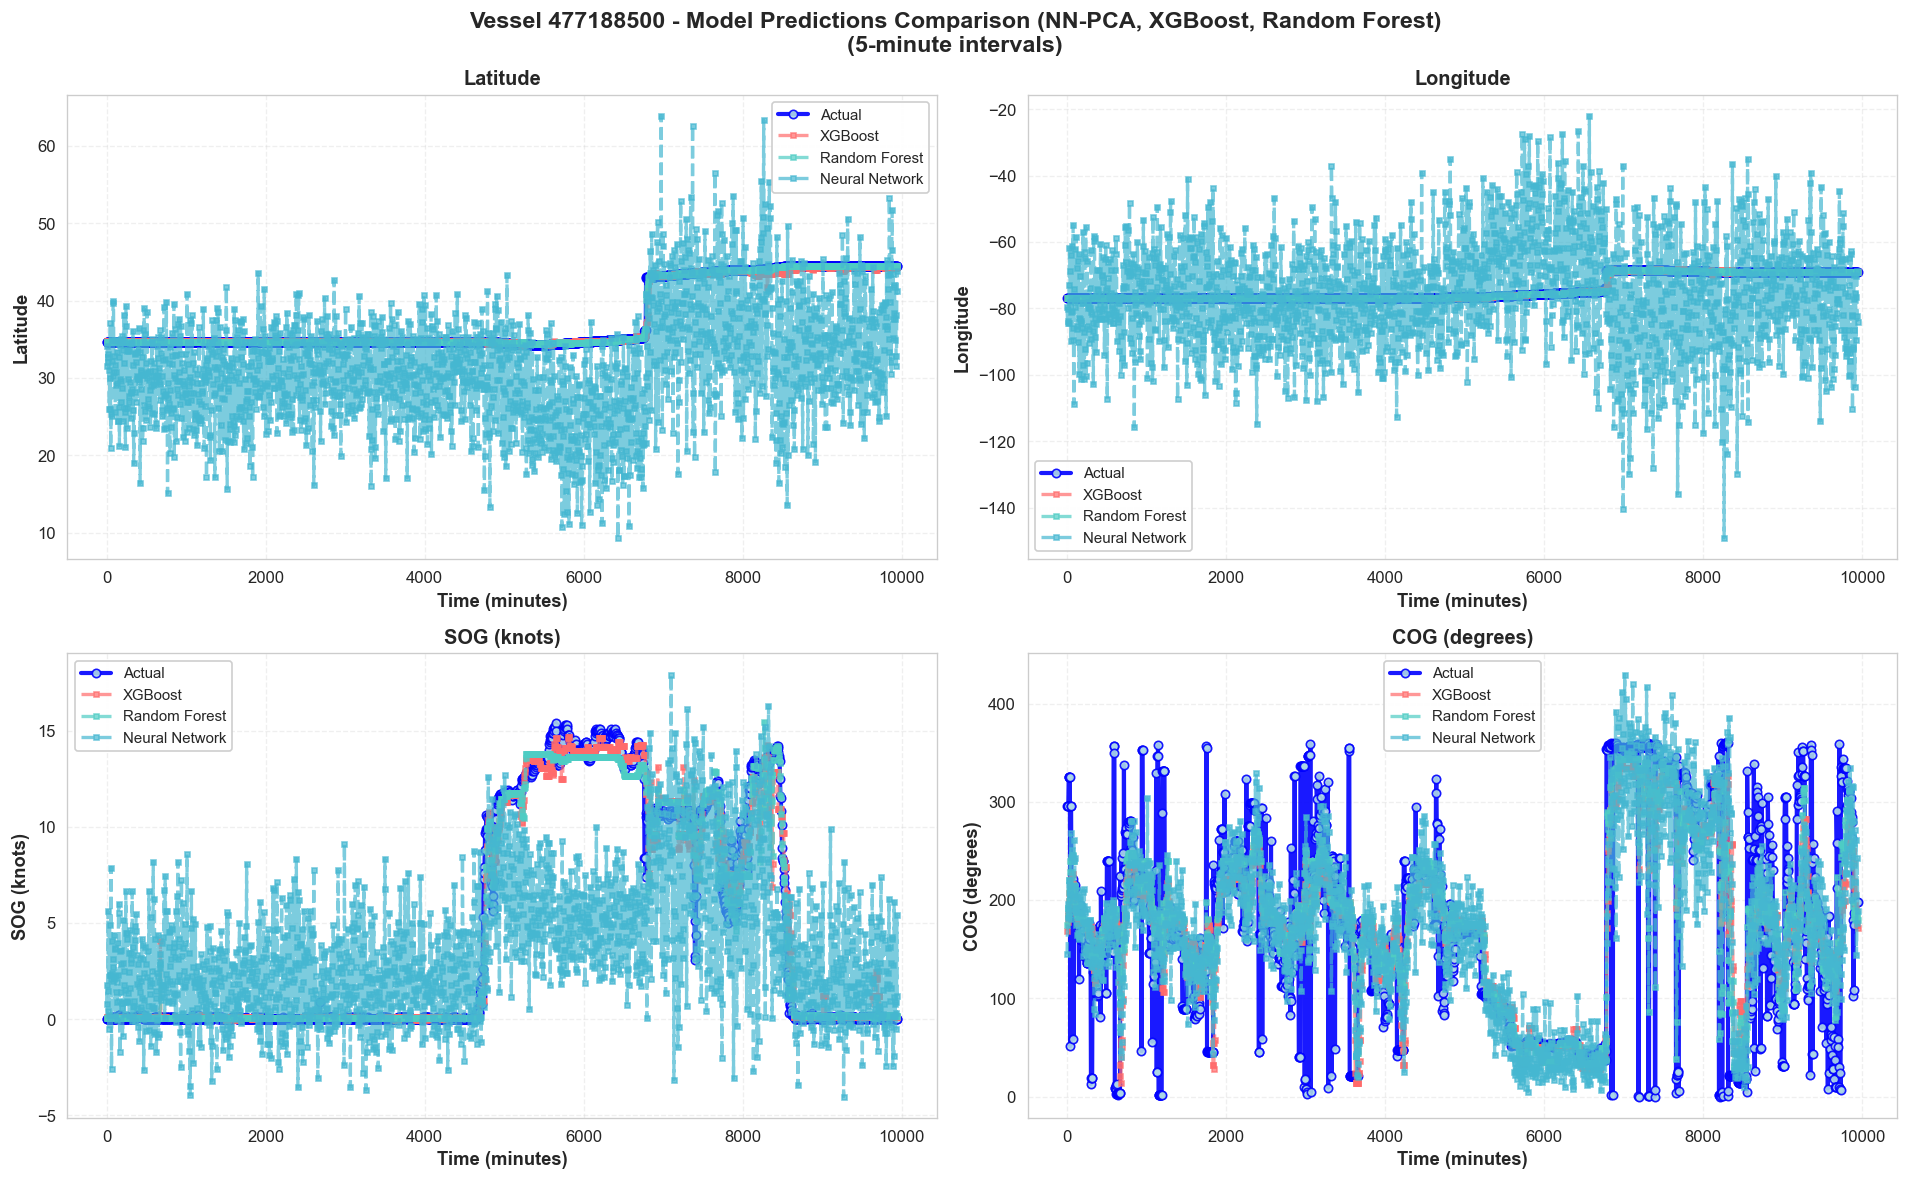 Vessel 477188500 - Model Predictions Comparison (NN-PCA, XGBoost, Random Forest)
(5-minute intervals)
Latitude
Latitude
60
50
40
30
20
10
0
2000
4000
6000
8000
10000
Time (minutes)
Actual
XGBoost
Random Forest
Neural Network
Longitude
Longitude
−20
−40
−60
−80
−100
−120
−140
0
2000
4000
6000
8000
10000
Time (minutes)
Actual
XGBoost
Random Forest
Neural Network
SOG (knots)
SOG (knots)
15
10
5
0
−5
0
2000
4000
6000
8000
10000
Time (minutes)
Actual
XGBoost
Random Forest
Neural Network
COG (degrees)
COG (degrees)
400
300
200
100
0
0
2000
4000
6000
8000
10000
Time (minutes)
Actual
XGBoost
Random Forest
Neural Network